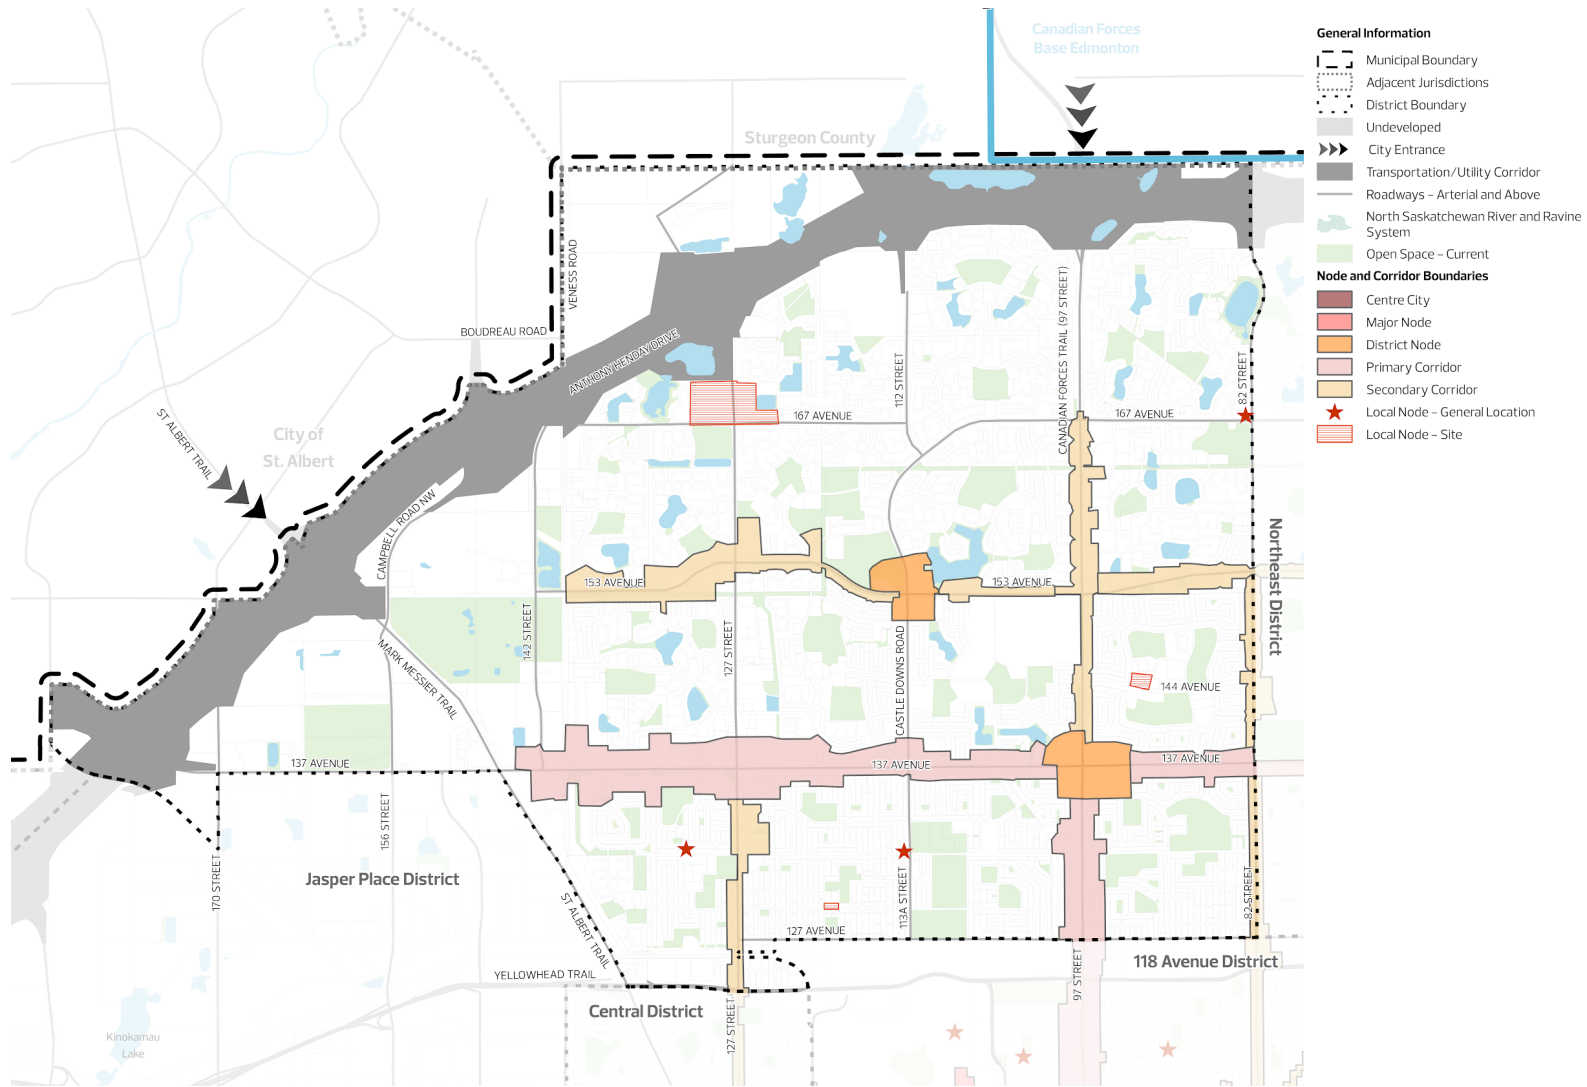 Canadian Forces
Base Edmonton
Sturgeon County
VENESS ROAD
BOUDREAU ROAD
ANTHONY HENDAY DRIVE
ST ALBERT TRAIL
City of
St. Albert
CAMPBELL ROAD NW
112 STREET
CANADIAN FORCES TRAIL (97 STREET)
82 STREET
167 AVENUE
167 AVENUE
153 AVENUE
153 AVENUE
Northeast District
142 STREET
127 STREET
CASTLE DOWNS ROAD
MARK MESSIER TRAIL
144 AVENUE
137 AVENUE
137 AVENUE
137 AVENUE
156 STREET
170 STREET
Jasper Place District
ST ALBERT TRAIL
113A STREET
82 STREET
127 AVENUE
118 Avenue District
YELLOWHEAD TRAIL
97 STREET
Central District
127 STREET
Kinokamau
Lake
General Information
Municipal Boundary
Adjacent Jurisdictions
District Boundary
Undeveloped
City Entrance
Transportation/Utility Corridor
Roadways – Arterial and Above
North Saskatchewan River and Ravine
System
Open Space – Current
Node and Corridor Boundaries
Centre City
Major Node
District Node
Primary Corridor
Secondary Corridor
Local Node – General Location
Local Node – Site